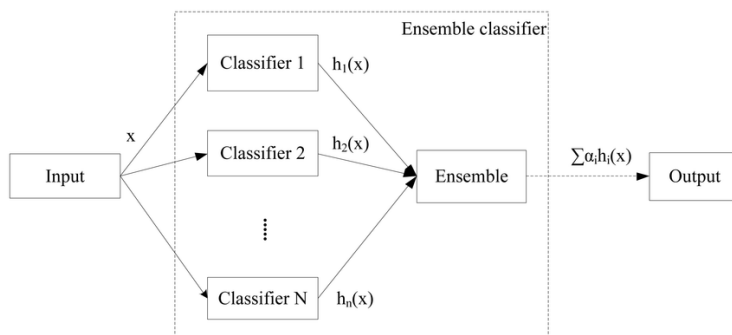 Ensemble classifier
Classifier 1
h₁(x)
x
Classifier 2
h₂(x)
Input
Ensemble
∑αᵢhᵢ(x)
Output
Classifier N
hₙ(x)